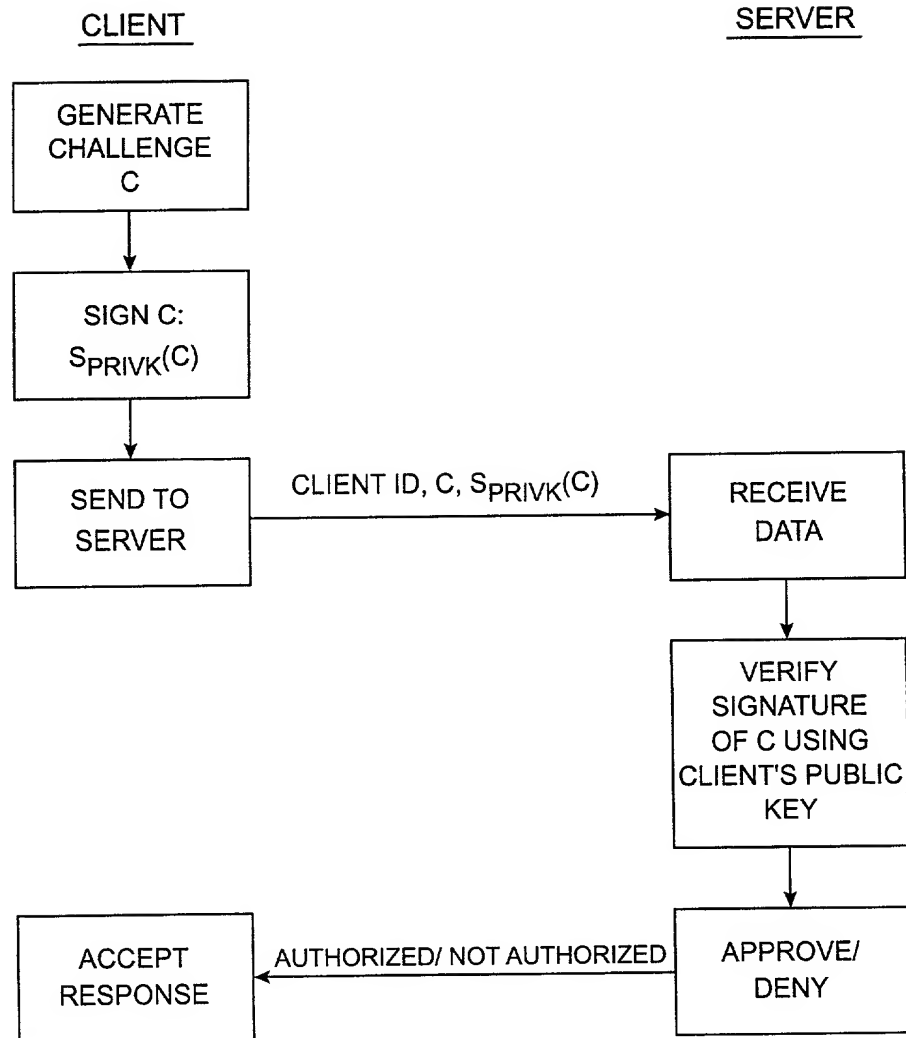 CLIENT
SERVER
GENERATE
CHALLENGE
C
SIGN C:
SPRIVK(C)
SEND TO
SERVER
CLIENT ID, C, SPRIVK(C)
RECEIVE
DATA
VERIFY
SIGNATURE
OF C USING
CLIENT'S PUBLIC
KEY
ACCEPT
RESPONSE
AUTHORIZED/ NOT AUTHORIZED
APPROVE/
DENY